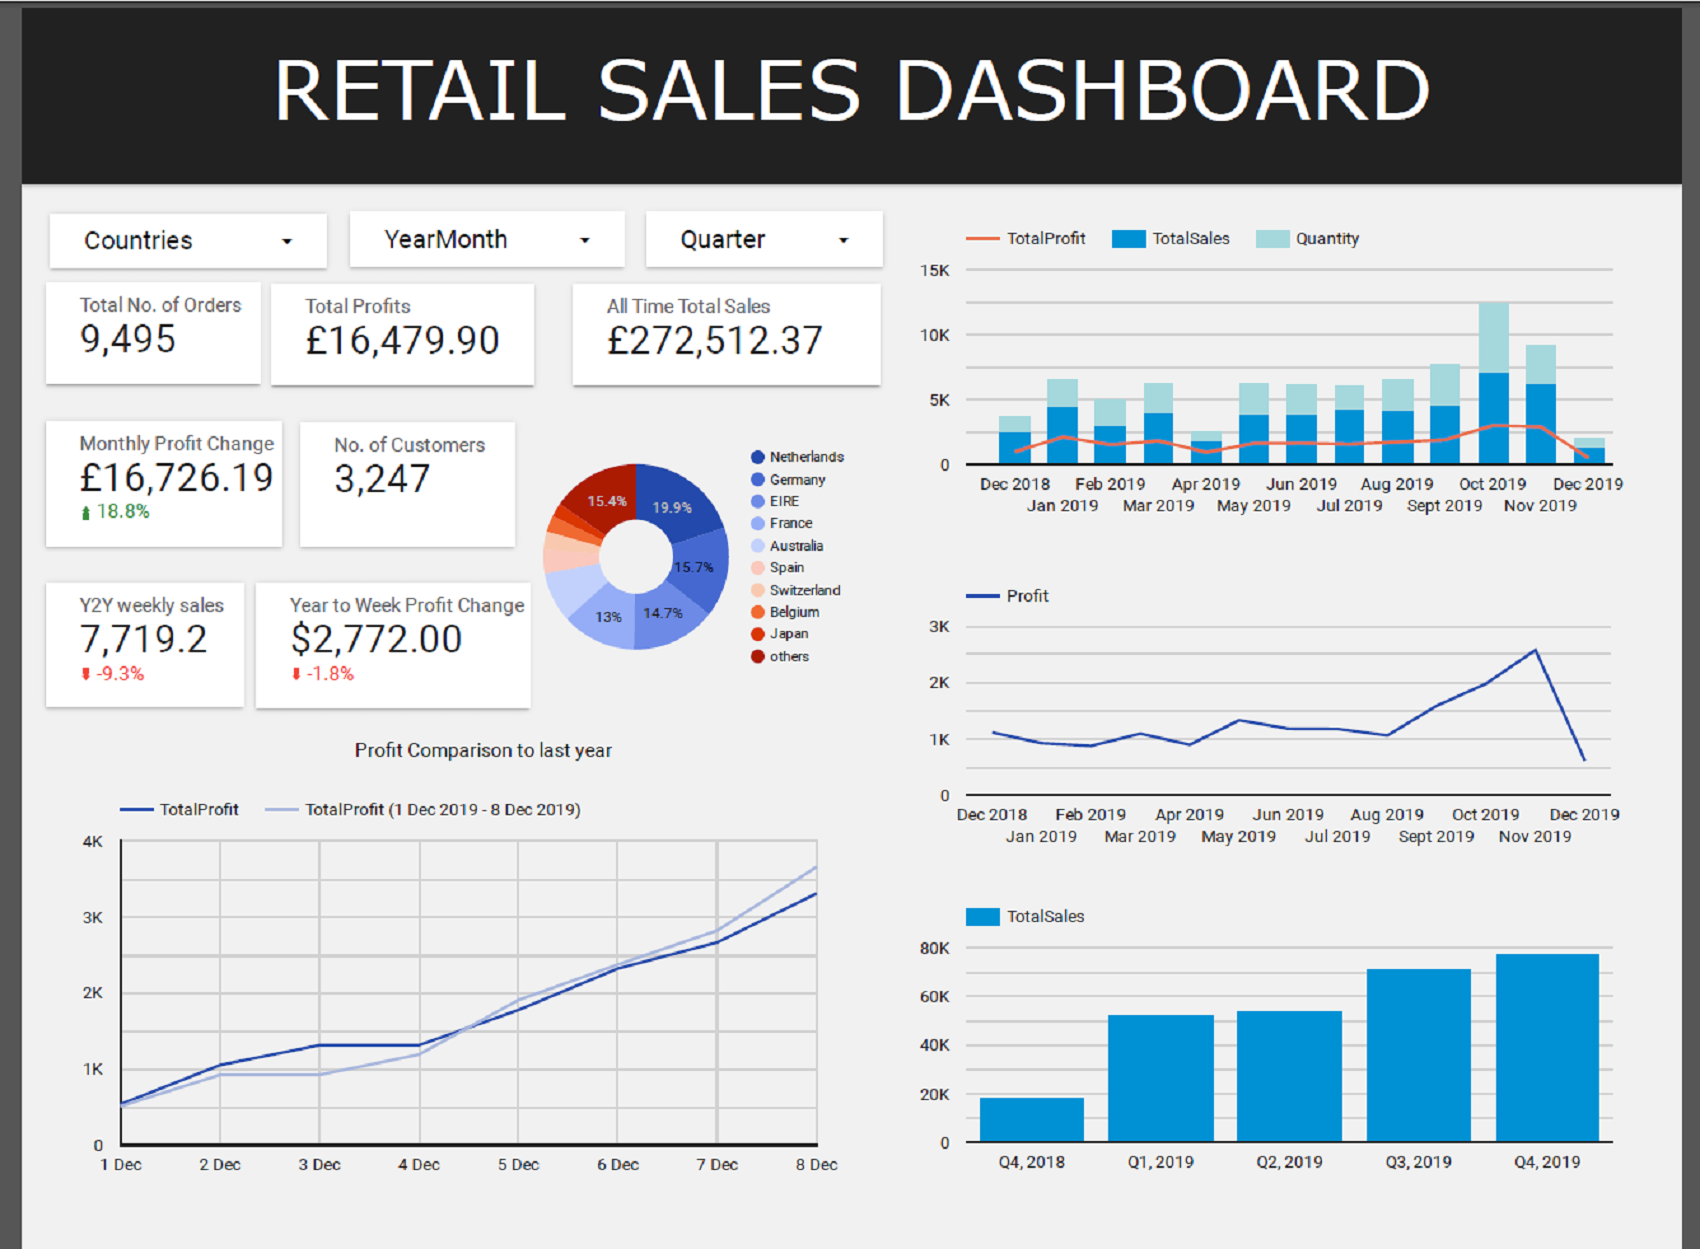 RETAIL SALES DASHBOARD
Countries
YearMonth
Quarter
Total No. of Orders
9,495
Total Profits
£16,479.90
All Time Total Sales
£272,512.37
Monthly Profit Change
£16,726.19
18.8%
No. of Customers
3,247
Y2Y weekly sales
7,719.2
-9.3%
Year to Week Profit Change
$2,772.00
-1.8%
15.4%
19.9%
15.7%
14.7%
13%
Netherlands
Germany
EIRE
France
Australia
Spain
Switzerland
Belgium
Japan
others
Profit Comparison to last year
TotalProfit
TotalProfit (1 Dec 2019 - 8 Dec 2019)
4K
3K
2K
1K
0
1 Dec 2 Dec 3 Dec 4 Dec 5 Dec 6 Dec 7 Dec 8 Dec
TotalProfit TotalSales Quantity
15K
10K
5K
0
Dec 2018 Feb 2019 Apr 2019 Jun 2019 Aug 2019 Oct 2019 Dec 2019
Jan 2019 Mar 2019 May 2019 Jul 2019 Sept 2019 Nov 2019
Profit
3K
2K
1K
0
Dec 2018 Feb 2019 Apr 2019 Jun 2019 Aug 2019 Oct 2019 Dec 2019
Jan 2019 Mar 2019 May 2019 Jul 2019 Sept 2019 Nov 2019
TotalSales
80K
60K
40K
20K
0
Q4, 2018 Q1, 2019 Q2, 2019 Q3, 2019 Q4, 2019